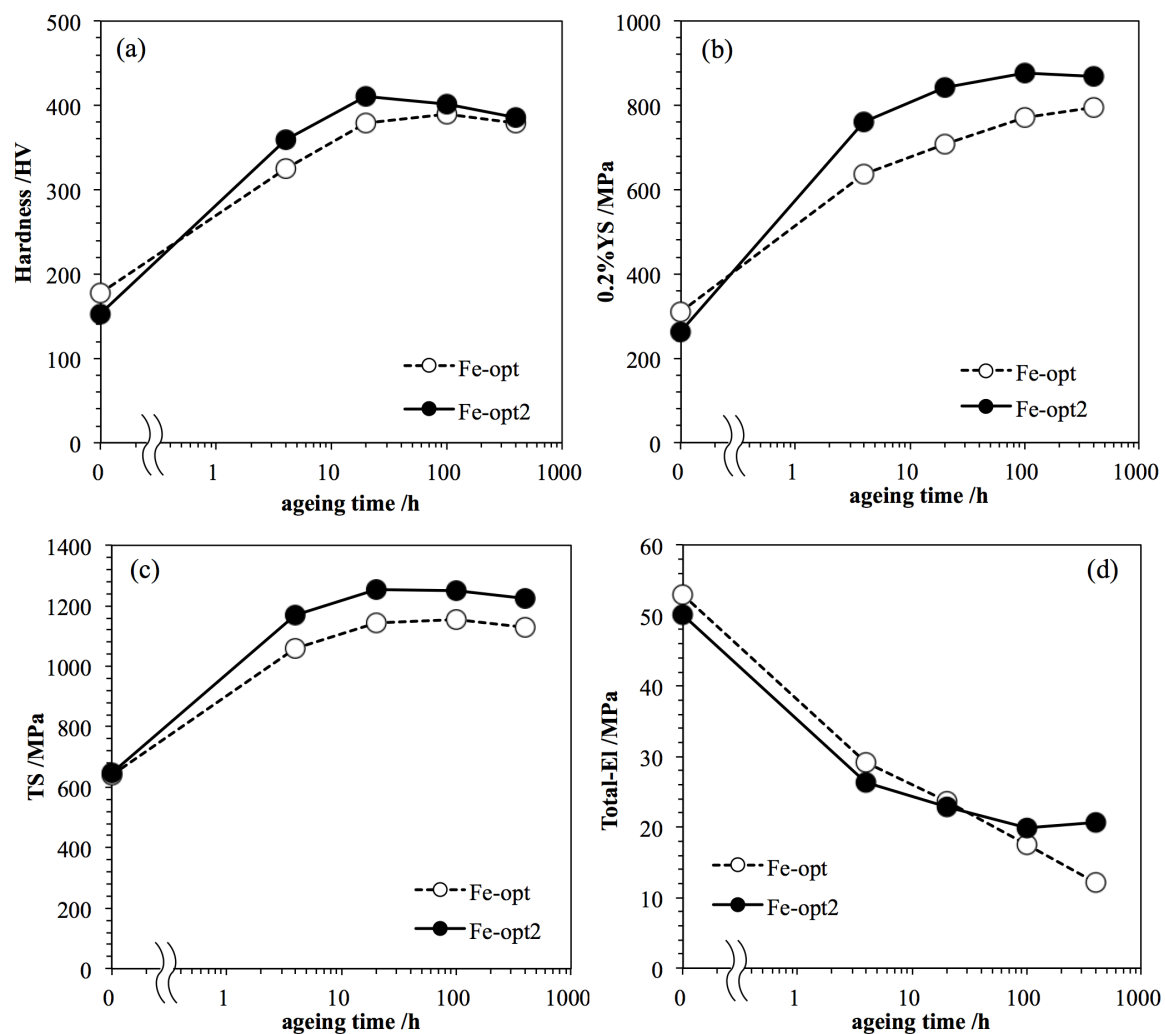 (a)
Hardness /HV
500
400
300
200
100
0
Fe-opt
Fe-opt2
0 1 10 100 1000
ageing time /h
(b)
0.2%YS /MPa
1000
800
600
400
200
0
Fe-opt
Fe-opt2
0 1 10 100 1000
ageing time /h
(c)
TS /MPa
1400
1200
1000
800
600
400
200
0
Fe-opt
Fe-opt2
0 1 10 100 1000
ageing time /h
(d)
Total-El /MPa
60
50
40
30
20
10
0
Fe-opt
Fe-opt2
0 1 10 100 1000
ageing time /h